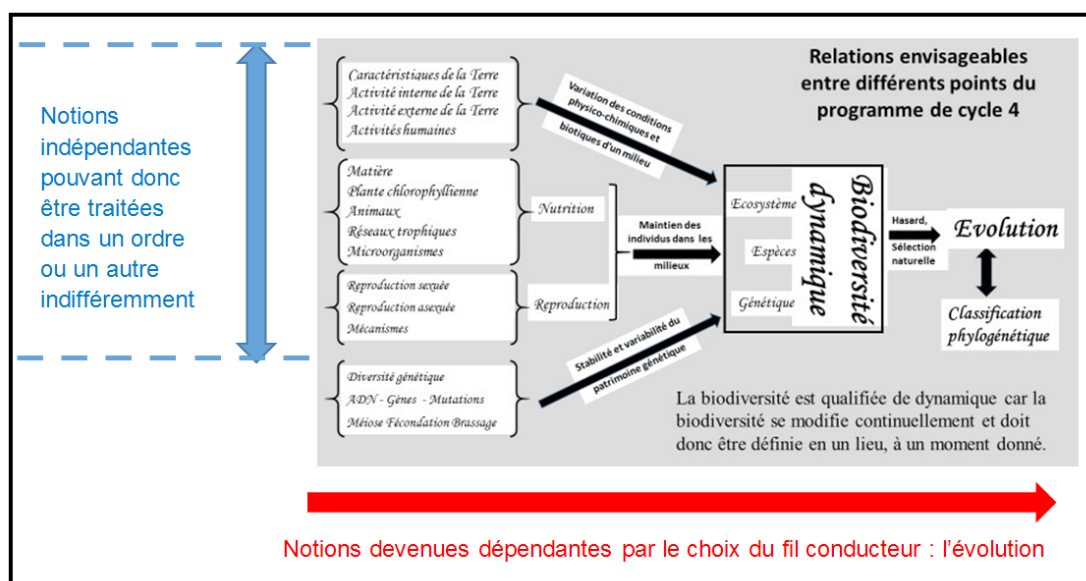 Relations envisageables
entre différents points du
programme de cycle 4
Notions
indépendantes
pouvant donc
être traitées
dans un ordre
ou un autre
indifféremment
Caractéristiques de la Terre
Activité interne de la Terre
Activité externe de la Terre
Activités humaines
Variation des conditions
physico-chimiques et
biotiques d'un milieu
Matière
Plante chlorophyllienne
Animaux
Réseaux trophiques
Microorganismes
Nutrition
Reproduction sexuée
Reproduction asexuée
Mécanismes
Reproduction
Maintien des
individus dans les
milieux
Diversité génétique
ADN - Gènes - Mutations
Méiose Fécondation Brassage
Stabilité et variabilité du
patrimoine génétique
Ecosystème
Espèces
Génétique
Biodiversité
dynamique
Hasard,
Sélection
naturelle
Evolution
Classification
phylogénétique
La biodiversité est qualifiée de dynamique car la
biodiversité se modifie continuellement et doit
donc être définie en un lieu, à un moment donné.
Notions devenues dépendantes par le choix du fil conducteur : l'évolution